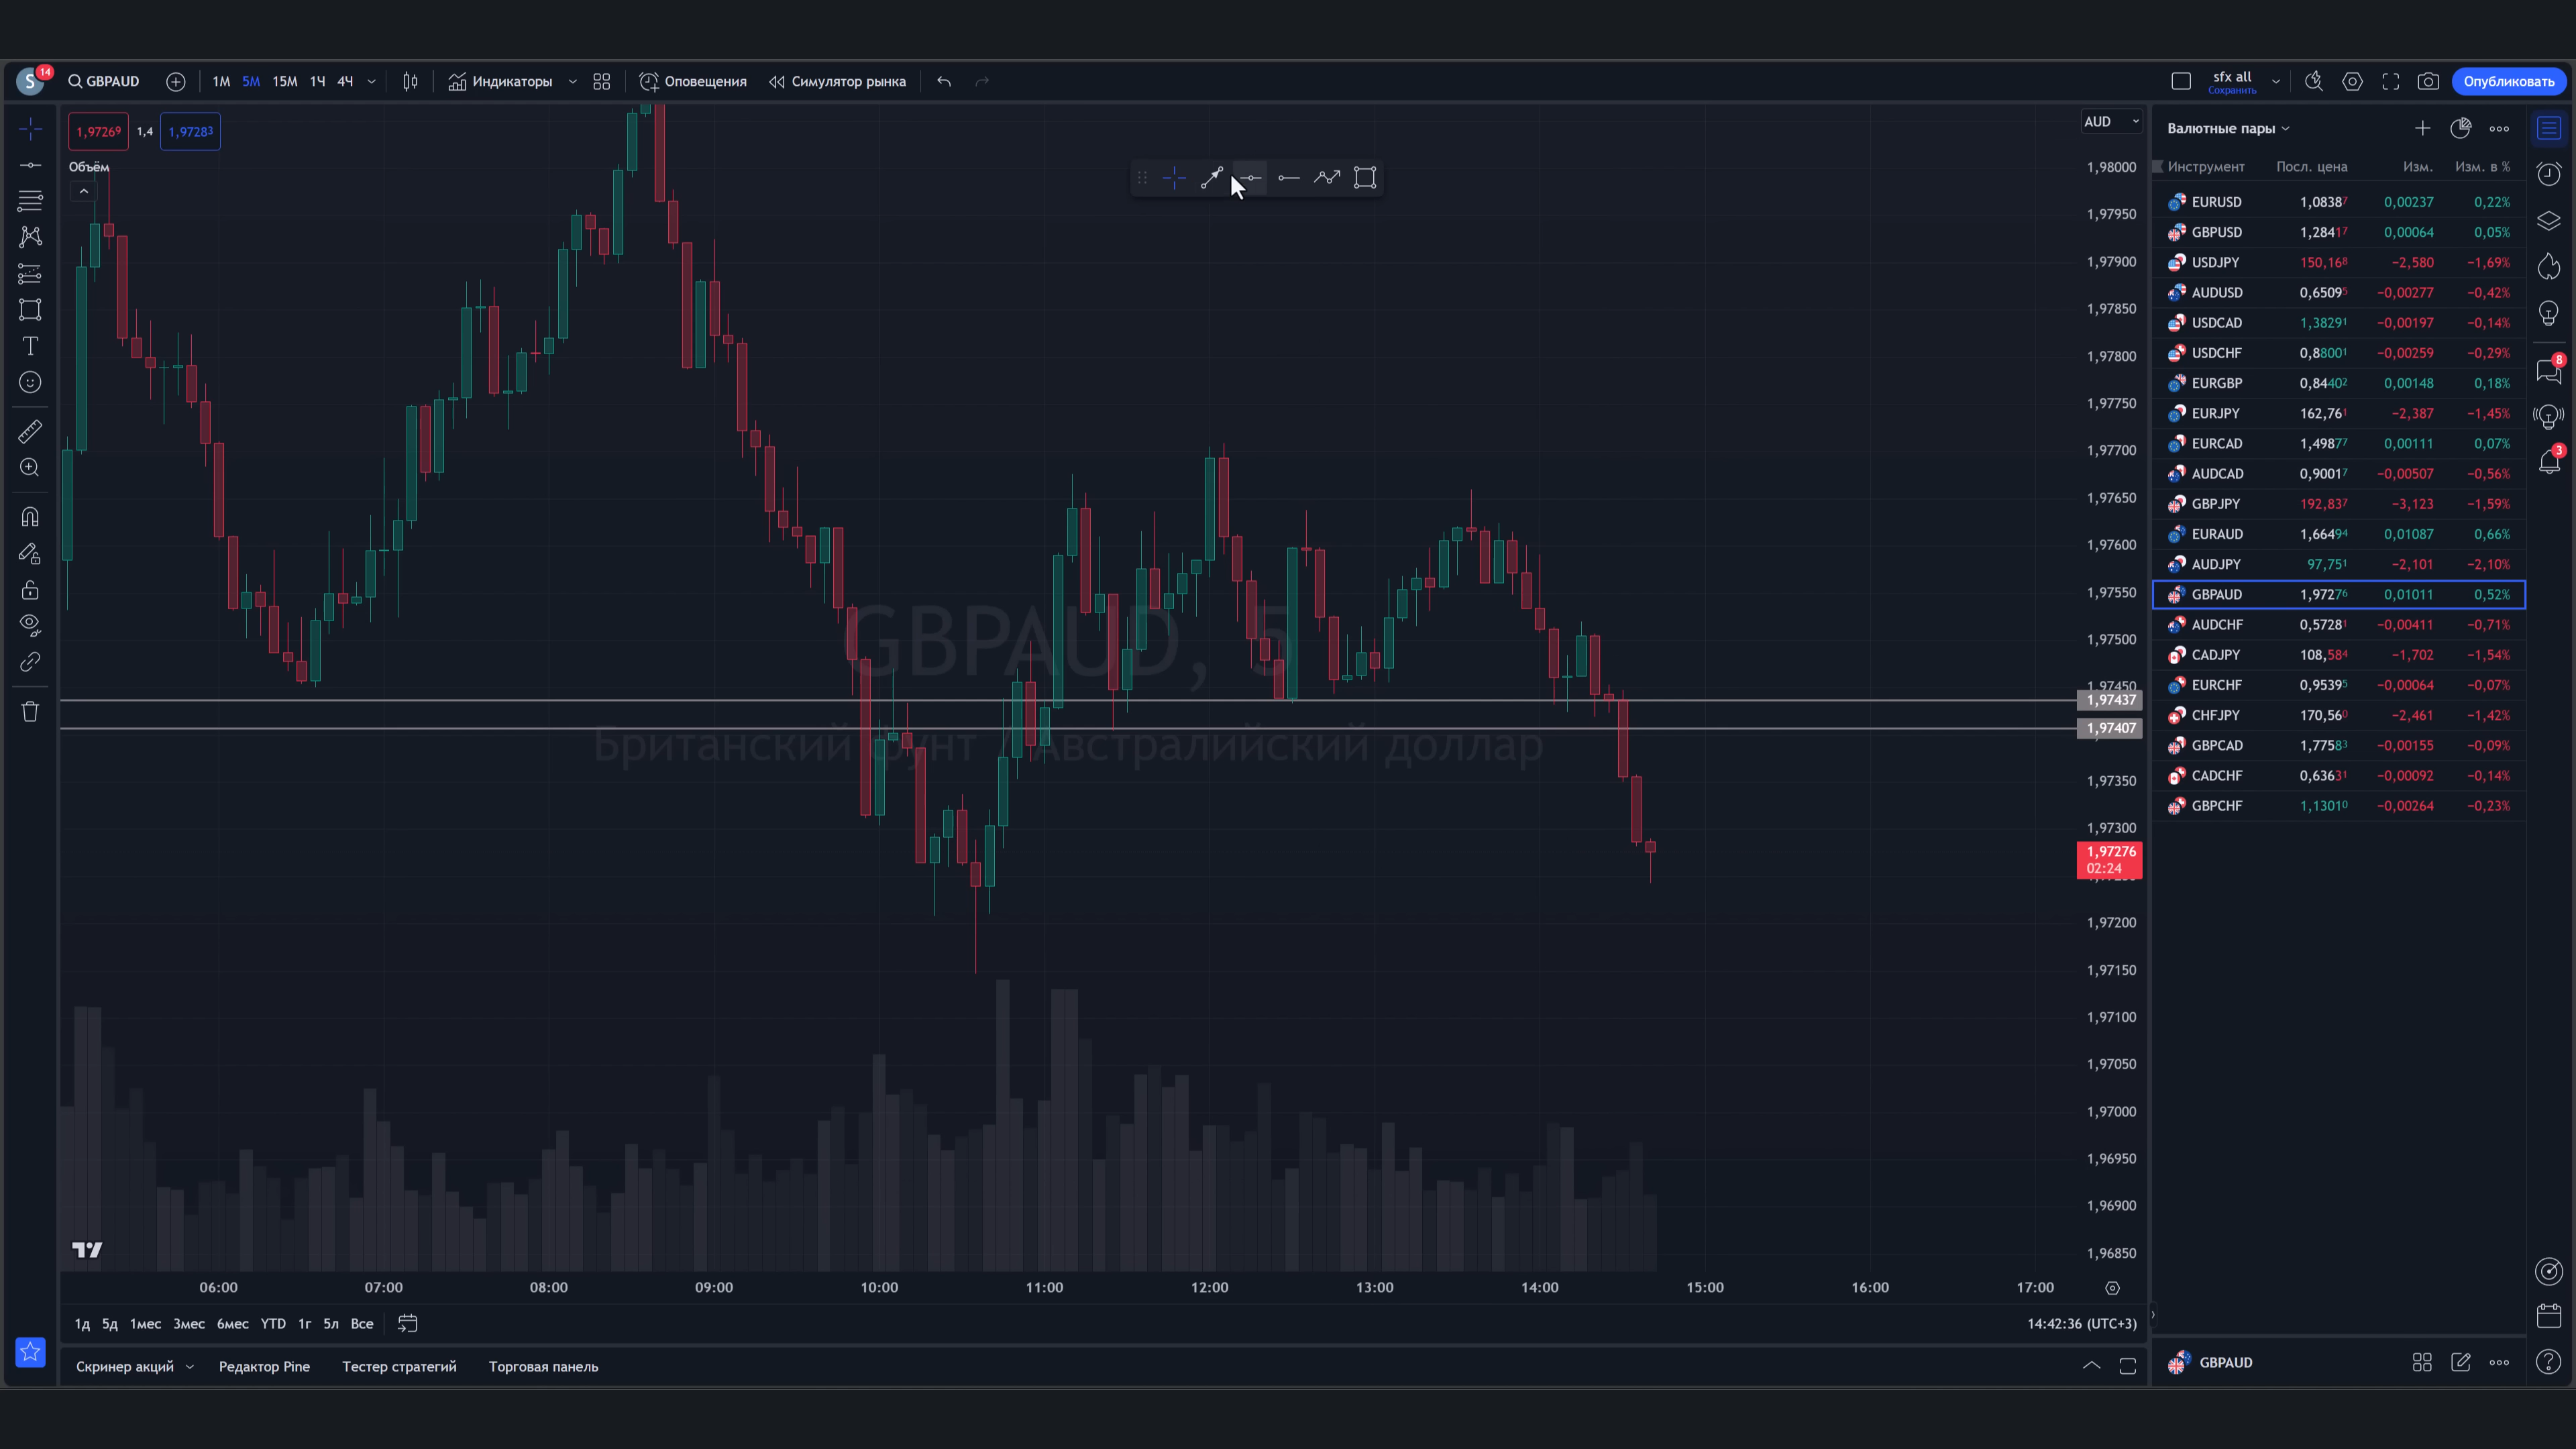 S 14 GBPAUD 1М 5М 15М 1Ч 4Ч Индикаторы Оповещения Симулятор рынка sfx all Сохранить Опубликовать
1,97269 1,4 1,97283
Объём
AUD
1,98000
1,97950
1,97900
1,97850
1,97800
1,97750
1,97700
1,97650
1,97600
1,97550
1,97500
1,97450
1,97437
1,97407
1,97350
1,97300
1,97276
02:24
1,97200
1,97150
1,97100
1,97050
1,97000
1,96950
1,96900
1,96850
GBPAUD, 5
Британский фунт / Австралийский доллар
06:00 07:00 08:00 09:00 10:00 11:00 12:00 13:00 14:00 15:00 16:00 17:00
1д 5д 1мес 3мес 6мес YTD 1г 5л Все 14:42:36 (UTC+3)
Скринер акций Редактор Pine Тестер стратегий Торговая панель
Валютные пары
Инструмент Посл. цена Изм. Изм. в %
EURUSD 1,08387 0,00237 0,22%
GBPUSD 1,28417 0,00064 0,05%
USDJPY 150,168 −2,580 −1,69%
AUDUSD 0,65095 −0,00277 −0,42%
USDCAD 1,38291 −0,00197 −0,14%
USDCHF 0,88001 −0,00259 −0,29%
EURGBP 0,84402 0,00148 0,18%
EURJPY 162,761 −2,387 −1,45%
EURCAD 1,49877 0,00111 0,07%
AUDCAD 0,90017 −0,00507 −0,56%
GBPJPY 192,837 −3,123 −1,59%
EURAUD 1,66494 0,01087 0,66%
AUDJPY 97,751 −2,101 −2,10%
GBPAUD 1,97276 0,01011 0,52%
AUDCHF 0,57281 −0,00411 −0,71%
CADJPY 108,584 −1,702 −1,54%
EURCHF 0,95395 −0,00064 −0,07%
CHFJPY 170,560 −2,461 −1,42%
GBPCAD 1,77583 −0,00155 −0,09%
CADCHF 0,63631 −0,00092 −0,14%
GBPCHF 1,13010 −0,00264 −0,23%
GBPAUD
8
3